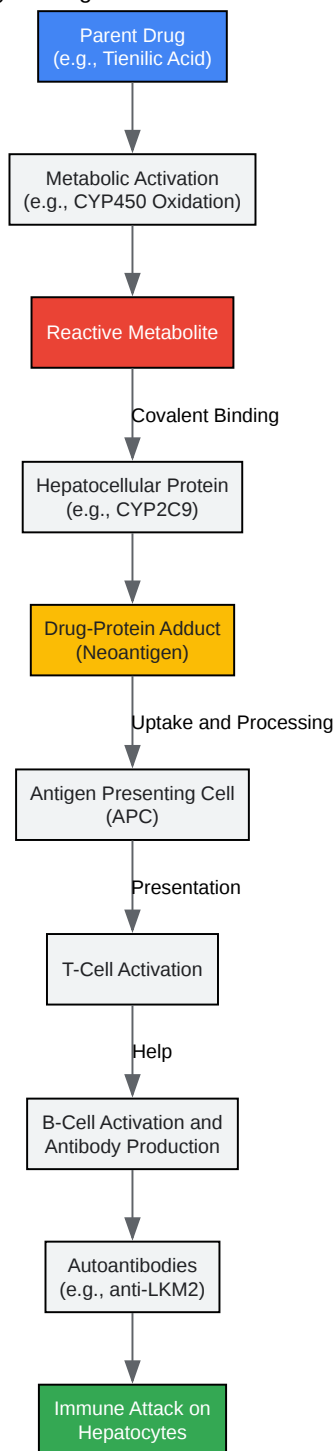 Parent Drug
(e.g., Tienilic Acid)
Metabolic Activation
(e.g., CYP450 Oxidation)
Reactive Metabolite
Covalent Binding
Hepatocellular Protein
(e.g., CYP2C9)
Drug-Protein Adduct
(Neoantigen)
Uptake and Processing
Antigen Presenting Cell
(APC)
Presentation
T-Cell Activation
Help
B-Cell Activation and
Antibody Production
Autoantibodies
(e.g., anti-LKM2)
Immune Attack on
Hepatocytes